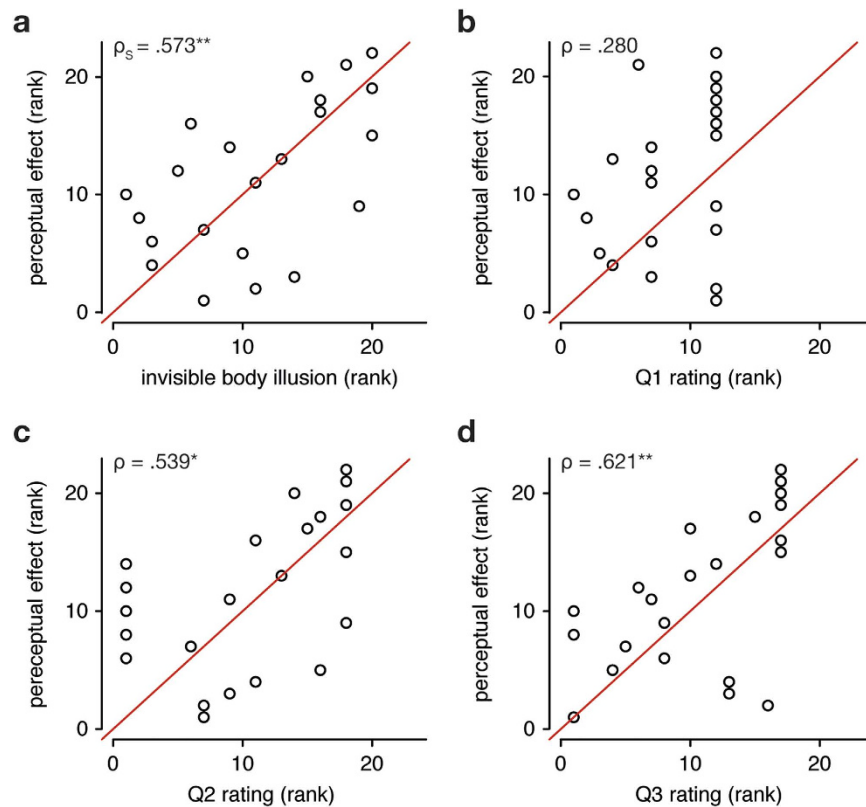 a
ρS = .573**
20
10
0
perceptual effect (rank)
0 10 20
invisible body illusion (rank)
b
ρ = .280
20
10
0
perceptual effect (rank)
0 10 20
Q1 rating (rank)
c
ρ = .539*
20
10
0
pereceptual effect (rank)
0 10 20
Q2 rating (rank)
d
ρ = .621**
20
10
0
perceptual effect (rank)
0 10 20
Q3 rating (rank)